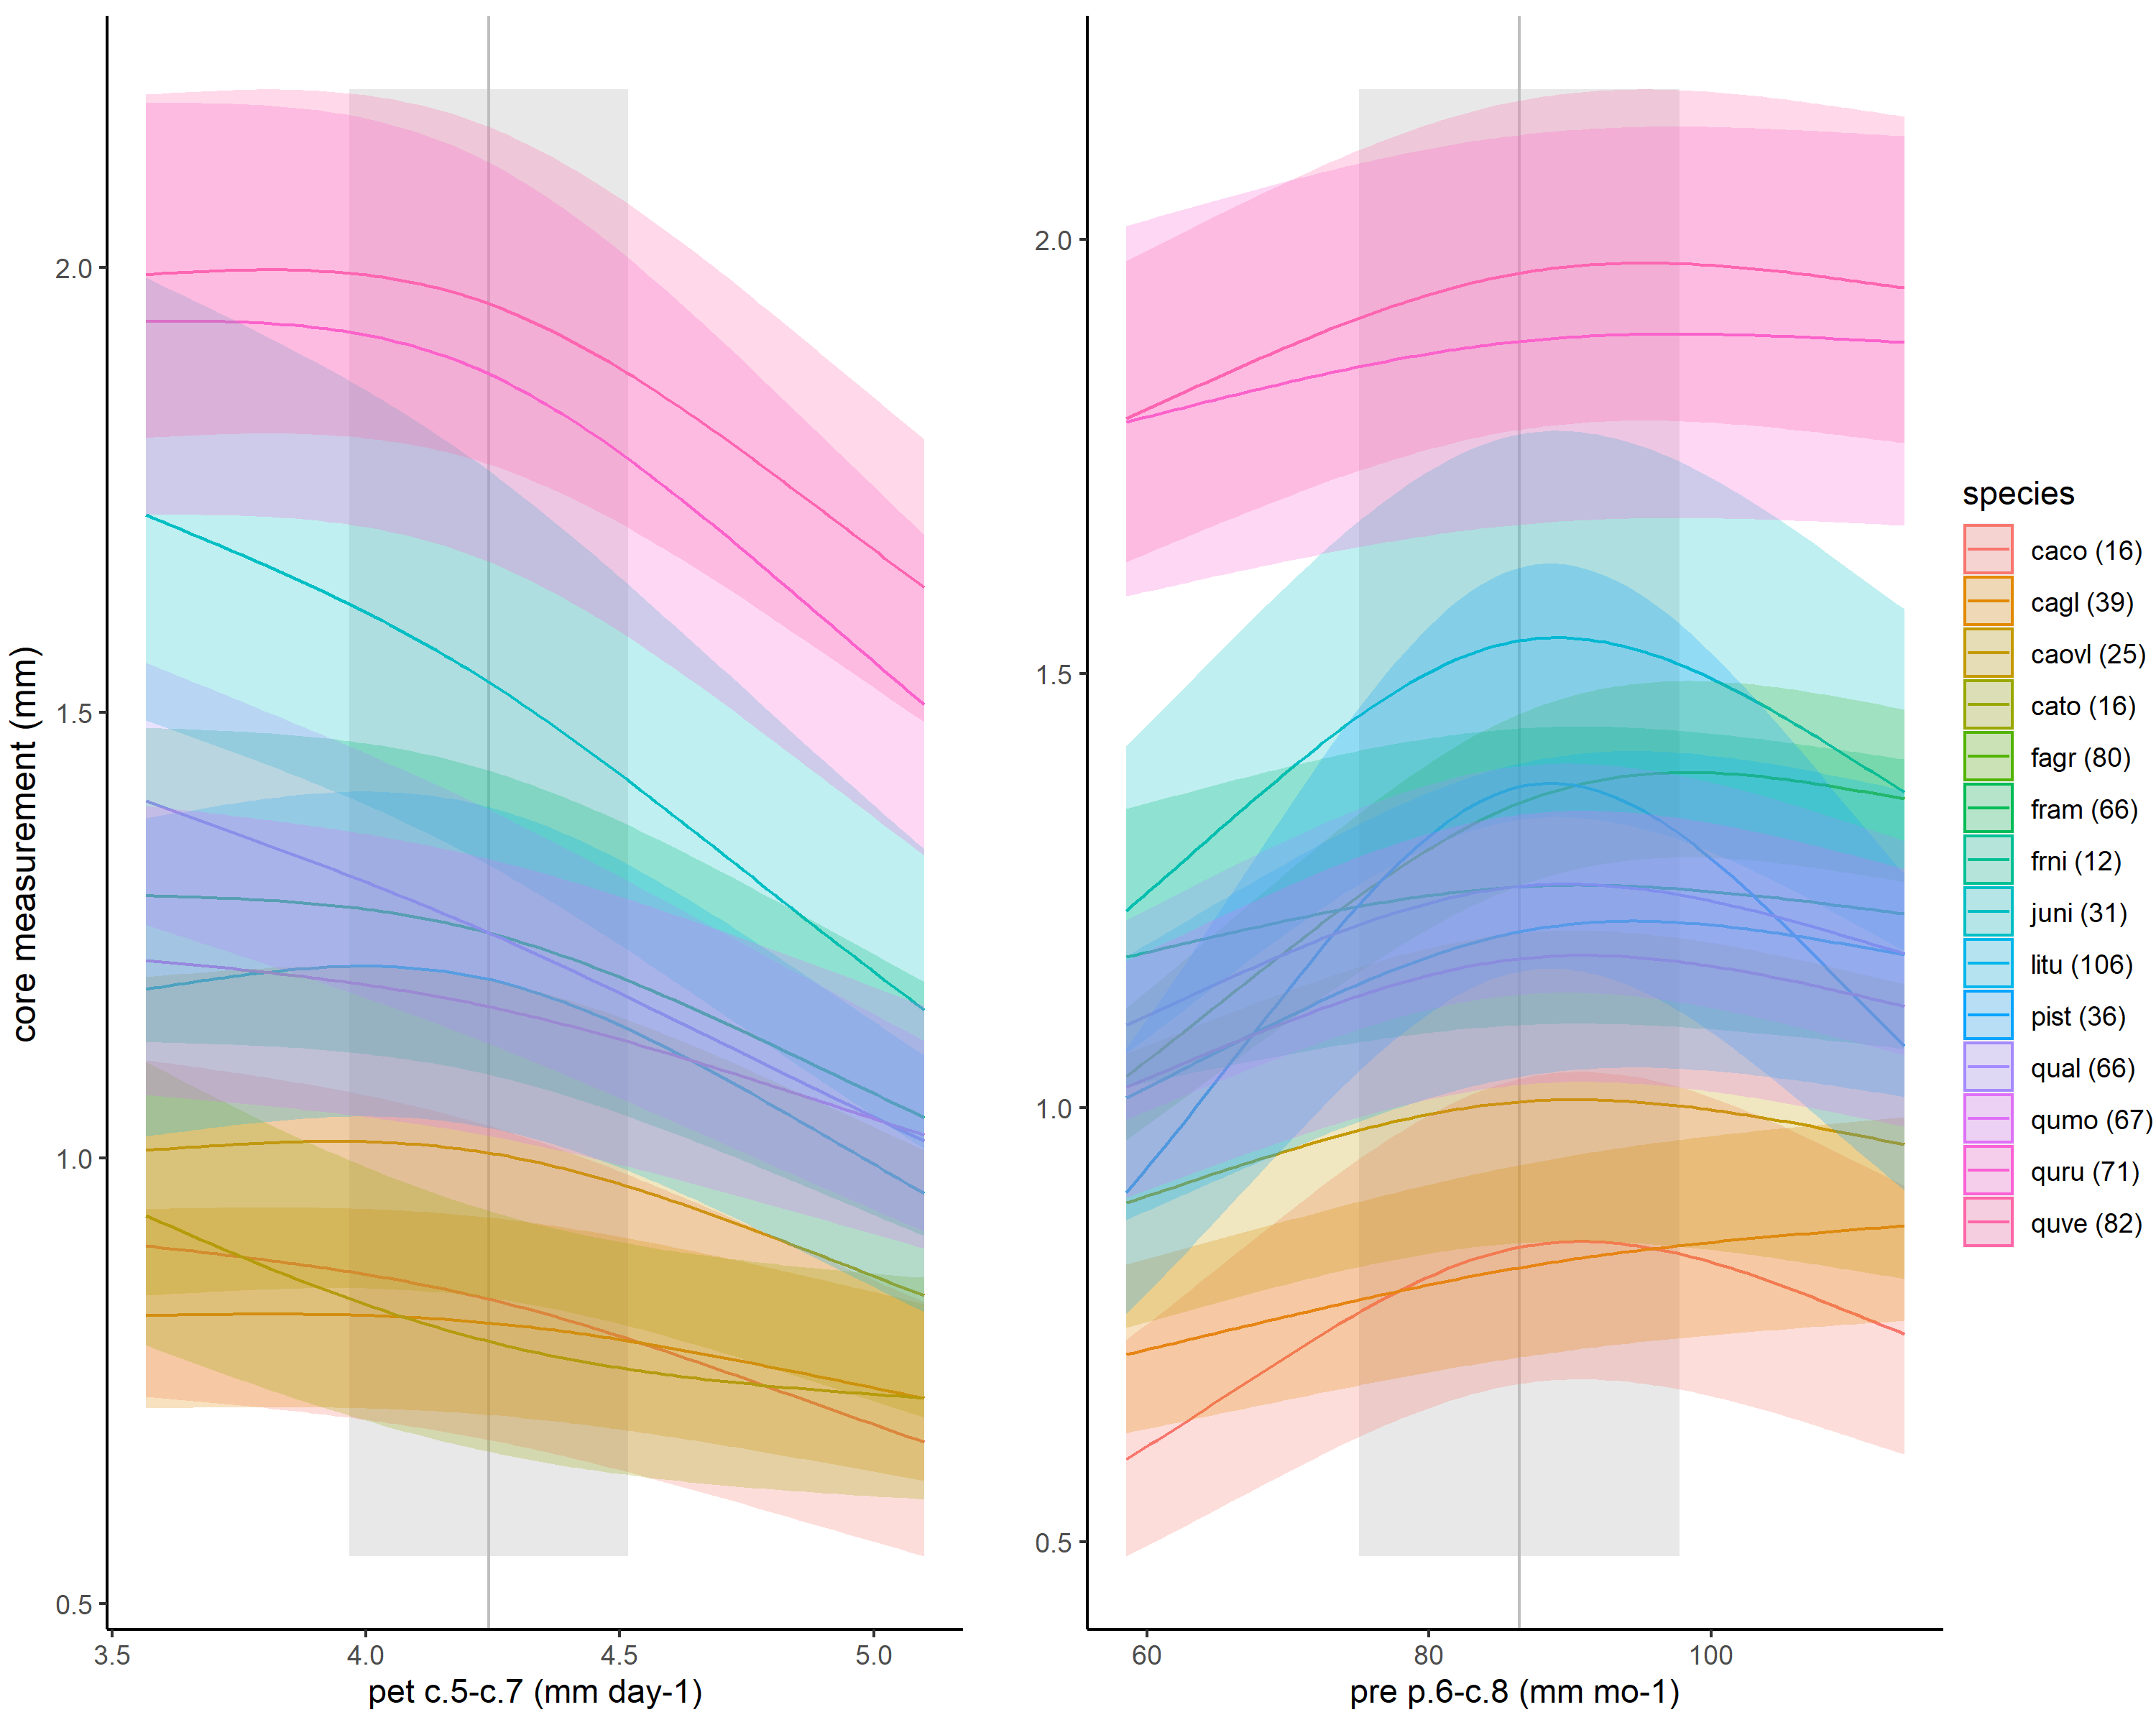 core measurement (mm)
2.0
1.5
1.0
0.5
3.5 4.0 4.5 5.0
pet c.5-c.7 (mm day-1)
2.0
1.5
1.0
0.5
60 80 100
pre p.6-c.8 (mm mo-1)
species
caco (16)
cagl (39)
caovl (25)
cato (16)
fagr (80)
fram (66)
frni (12)
juni (31)
litu (106)
pist (36)
qual (66)
qumo (67)
quru (71)
quve (82)